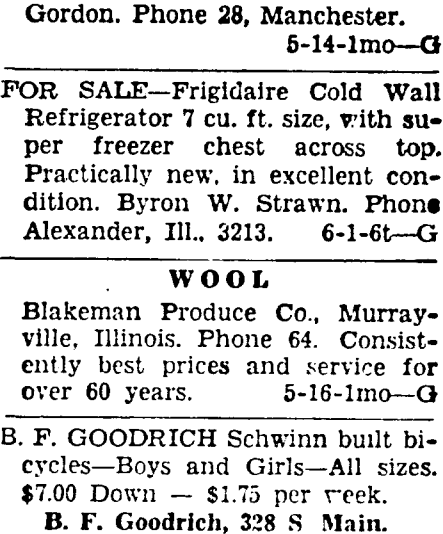 Gordon. Phone 28, Manchester.
5-14-1mo—G
FOR SALE—Frigidaire Cold Wall
Refrigerator 7 cu. ft. size, with su-
per freezer chest across top.
Practically new, in excellent con-
dition. Byron W. Strawn. Phone
Alexander, Ill., 3213. 6-1-6t—G
WOOL
Blakeman Produce Co., Murray-
ville, Illinois. Phone 64. Consist-
ently best prices and service for
over 60 years. 5-16-1mo—G
B. F. GOODRICH Schwinn built bi-
cycles—Boys and Girls—All sizes.
$7.00 Down — $1.75 per week.
B. F. Goodrich, 328 S Main.